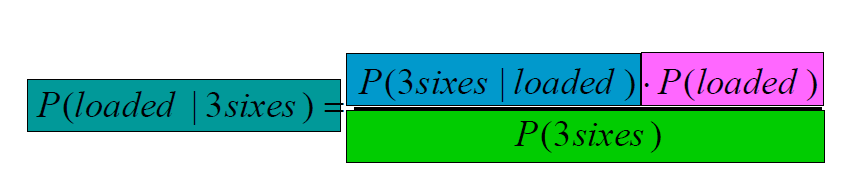 P(loaded | 3sixes) = P(3sixes | loaded) · P(loaded)
P(3sixes)